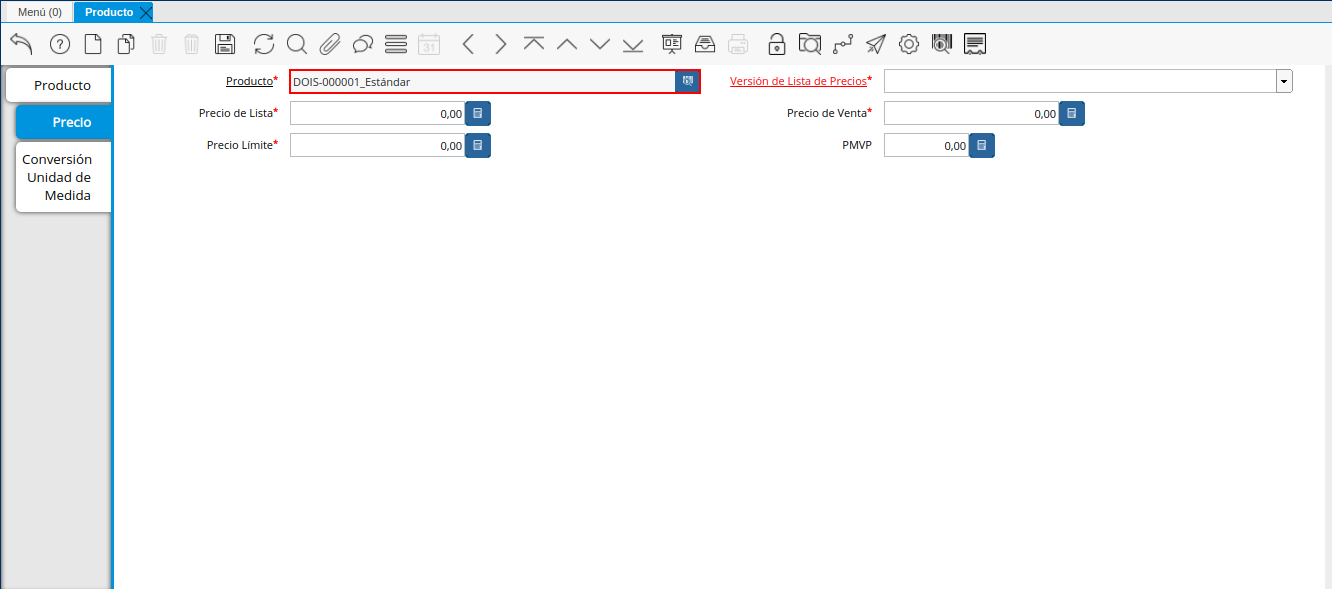 Menú (0)
Producto
31
Producto
Precio
Conversión
Unidad de
Medida
Producto*
DOIS-000001_Estándar
Versión de Lista de Precios*
Precio de Lista*
0,00
Precio de Venta*
0,00
Precio Límite*
0,00
PMVP
0,00